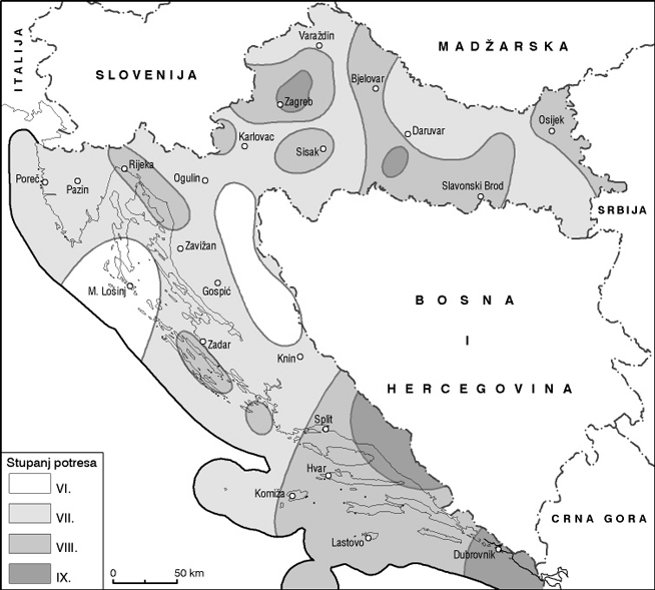 ITALIJA
SLOVENIJA
MADŽARSKA
Varaždin
Bjelovar
Zagreb
Osijek
Daruvar
Karlovac
Sisak
Rijeka
Ogulin
Poreč
Pazin
Slavonski Brod
SRBIJA
Zavižan
M. Lošinj
Gospić
BOSNA
I
HERCEGOVINA
Zadar
Knin
Split
Hvar
Komiža
Lastovo
Dubrovnik
CRNA GORA
Stupanj potresa
VI.
VII.
VIII.
IX.
0 50 km